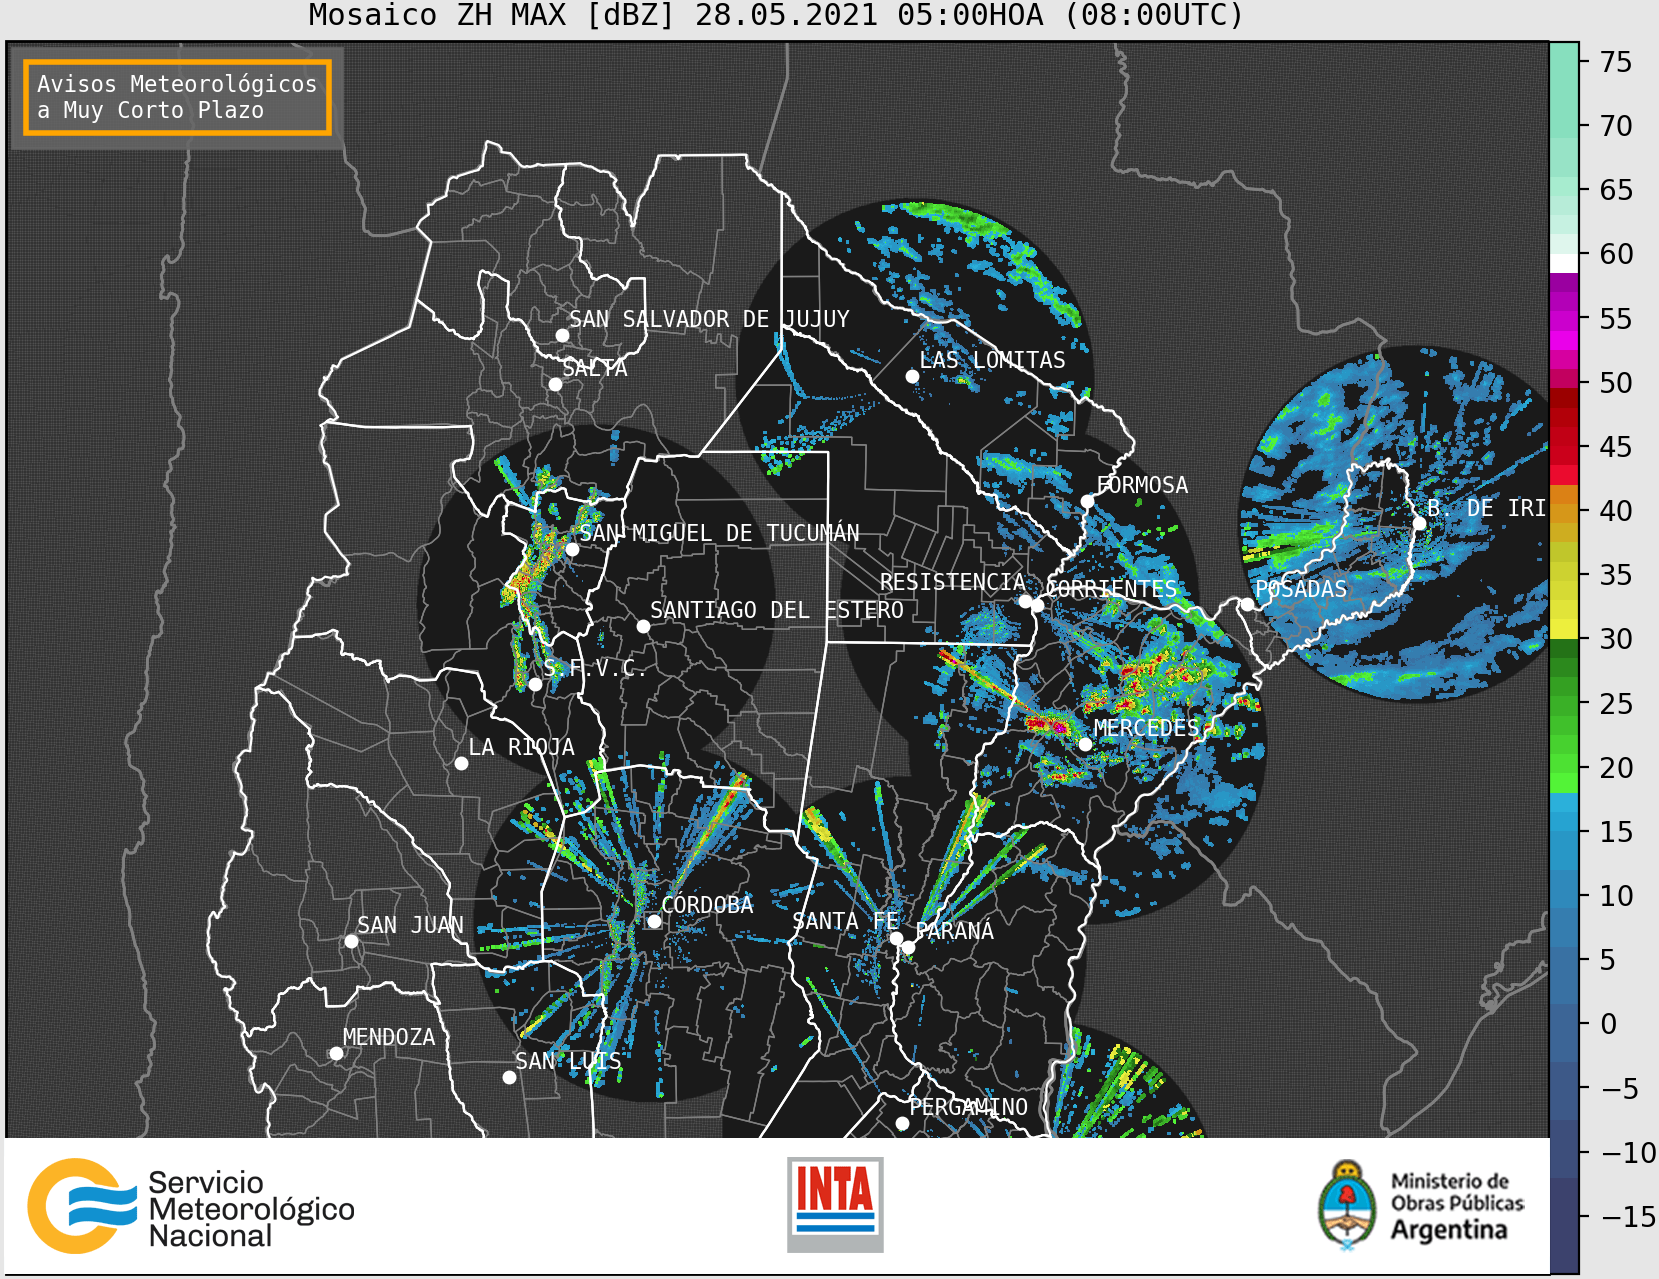 Mosaico ZH MAX [dBZ] 28.05.2021 05:00HOA (08:00UTC)
Avisos Meteorológicos
a Muy Corto Plazo
75
70
65
60
55
50
45
40
35
30
25
20
15
10
5
0
−5
−10
−15
SAN SALVADOR DE JUJUY
SALTA
LAS LOMITAS
FORMOSA
B. DE IRI
SAN MIGUEL DE TUCUMÁN
RESISTENCIA
CORRIENTES
POSADAS
SANTIAGO DEL ESTERO
S.F.V.C.
MERCEDES
LA RIOJA
CÓRDOBA
SANTA FE
PARANÁ
SAN JUAN
MENDOZA
SAN LUIS
PERGAMINO
Servicio
Meteorológico
Nacional
INTA
Ministerio de
Obras Públicas
Argentina